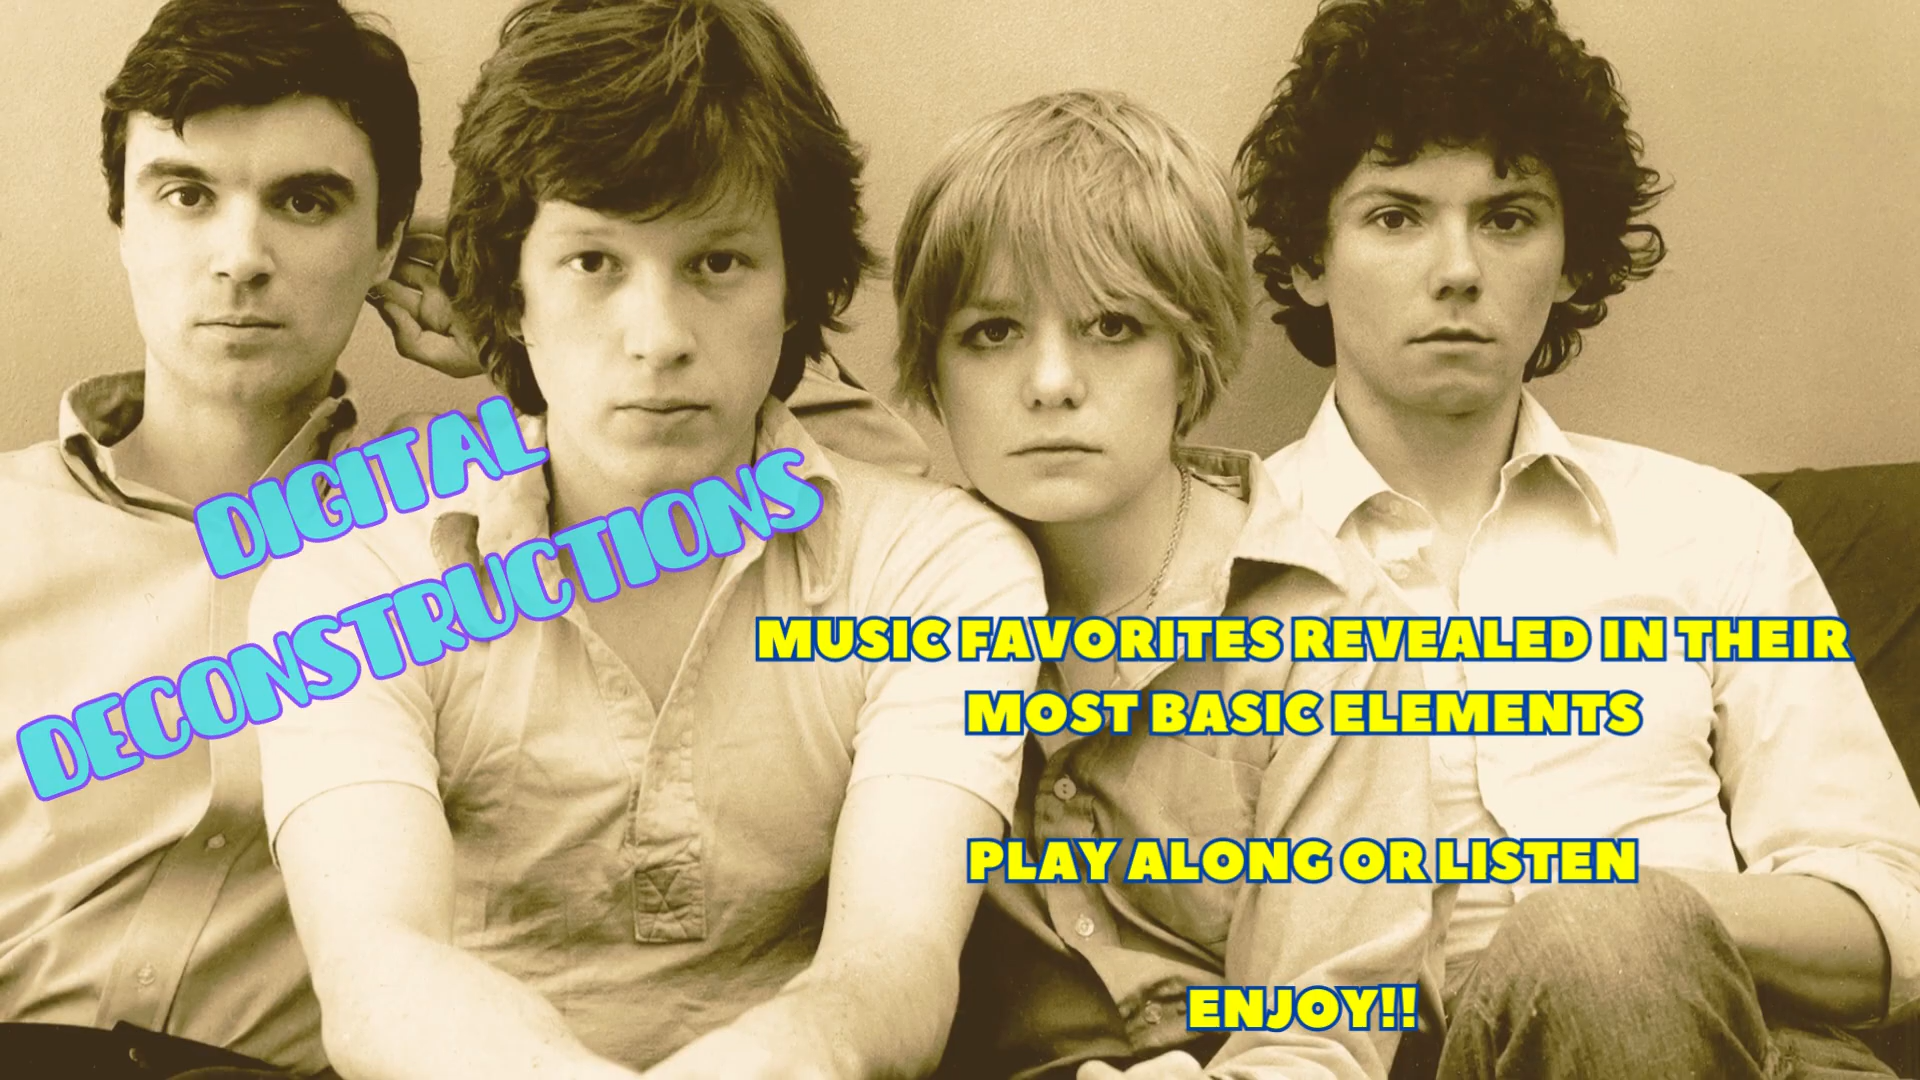 DIGITAL
DECONSTRUCTIONS
MUSIC FAVORITES REVEALED IN THEIR
MOST BASIC ELEMENTS
PLAY ALONG OR LISTEN
ENJOY!!